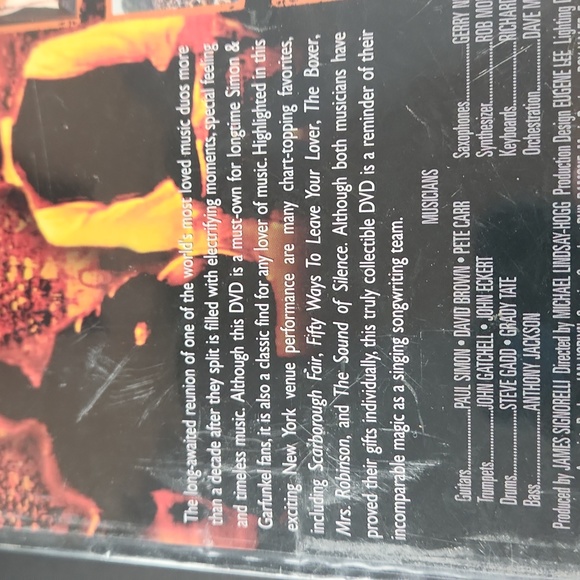 The long-awaited reunion of one of the world's most loved music duos more
than a decade after they split is filled with electrifying moments, special feeling
and timeless music. Although this DVD is a must-own for longtime Simon &
Garfunkel fans, it is also a classic find for any lover of music. Highlighted in this
exciting New York venue performance are many chart-topping favorites,
including Scarborough Fair, Fifty Ways To Leave Your Lover, The Boxer,
Mrs. Robinson, and The Sound of Silence. Although both musicians have
proved their gifts individually, this truly collectible DVD is a reminder of their
incomparable magic as a singing songwriting team.
MUSICIANS
Guitars..............PAUL SIMON • DAVID BROWN • PETE CARR
Trumpets..............JOHN GATCHELL • JOHN ECKERT
Drums..............STEVE GADD • GRADY TATE
Bass..............ANTHONY JACKSON
Saxophones..............GERRY
Synthesizer..............ROB
Keyboards..............RICHARD
Orchestration..............DAVE
Produced by JAMES SIGNORELLI Directed by MICHAEL LINDSAY-HOGG Production Design EUGENE LEE Lighting